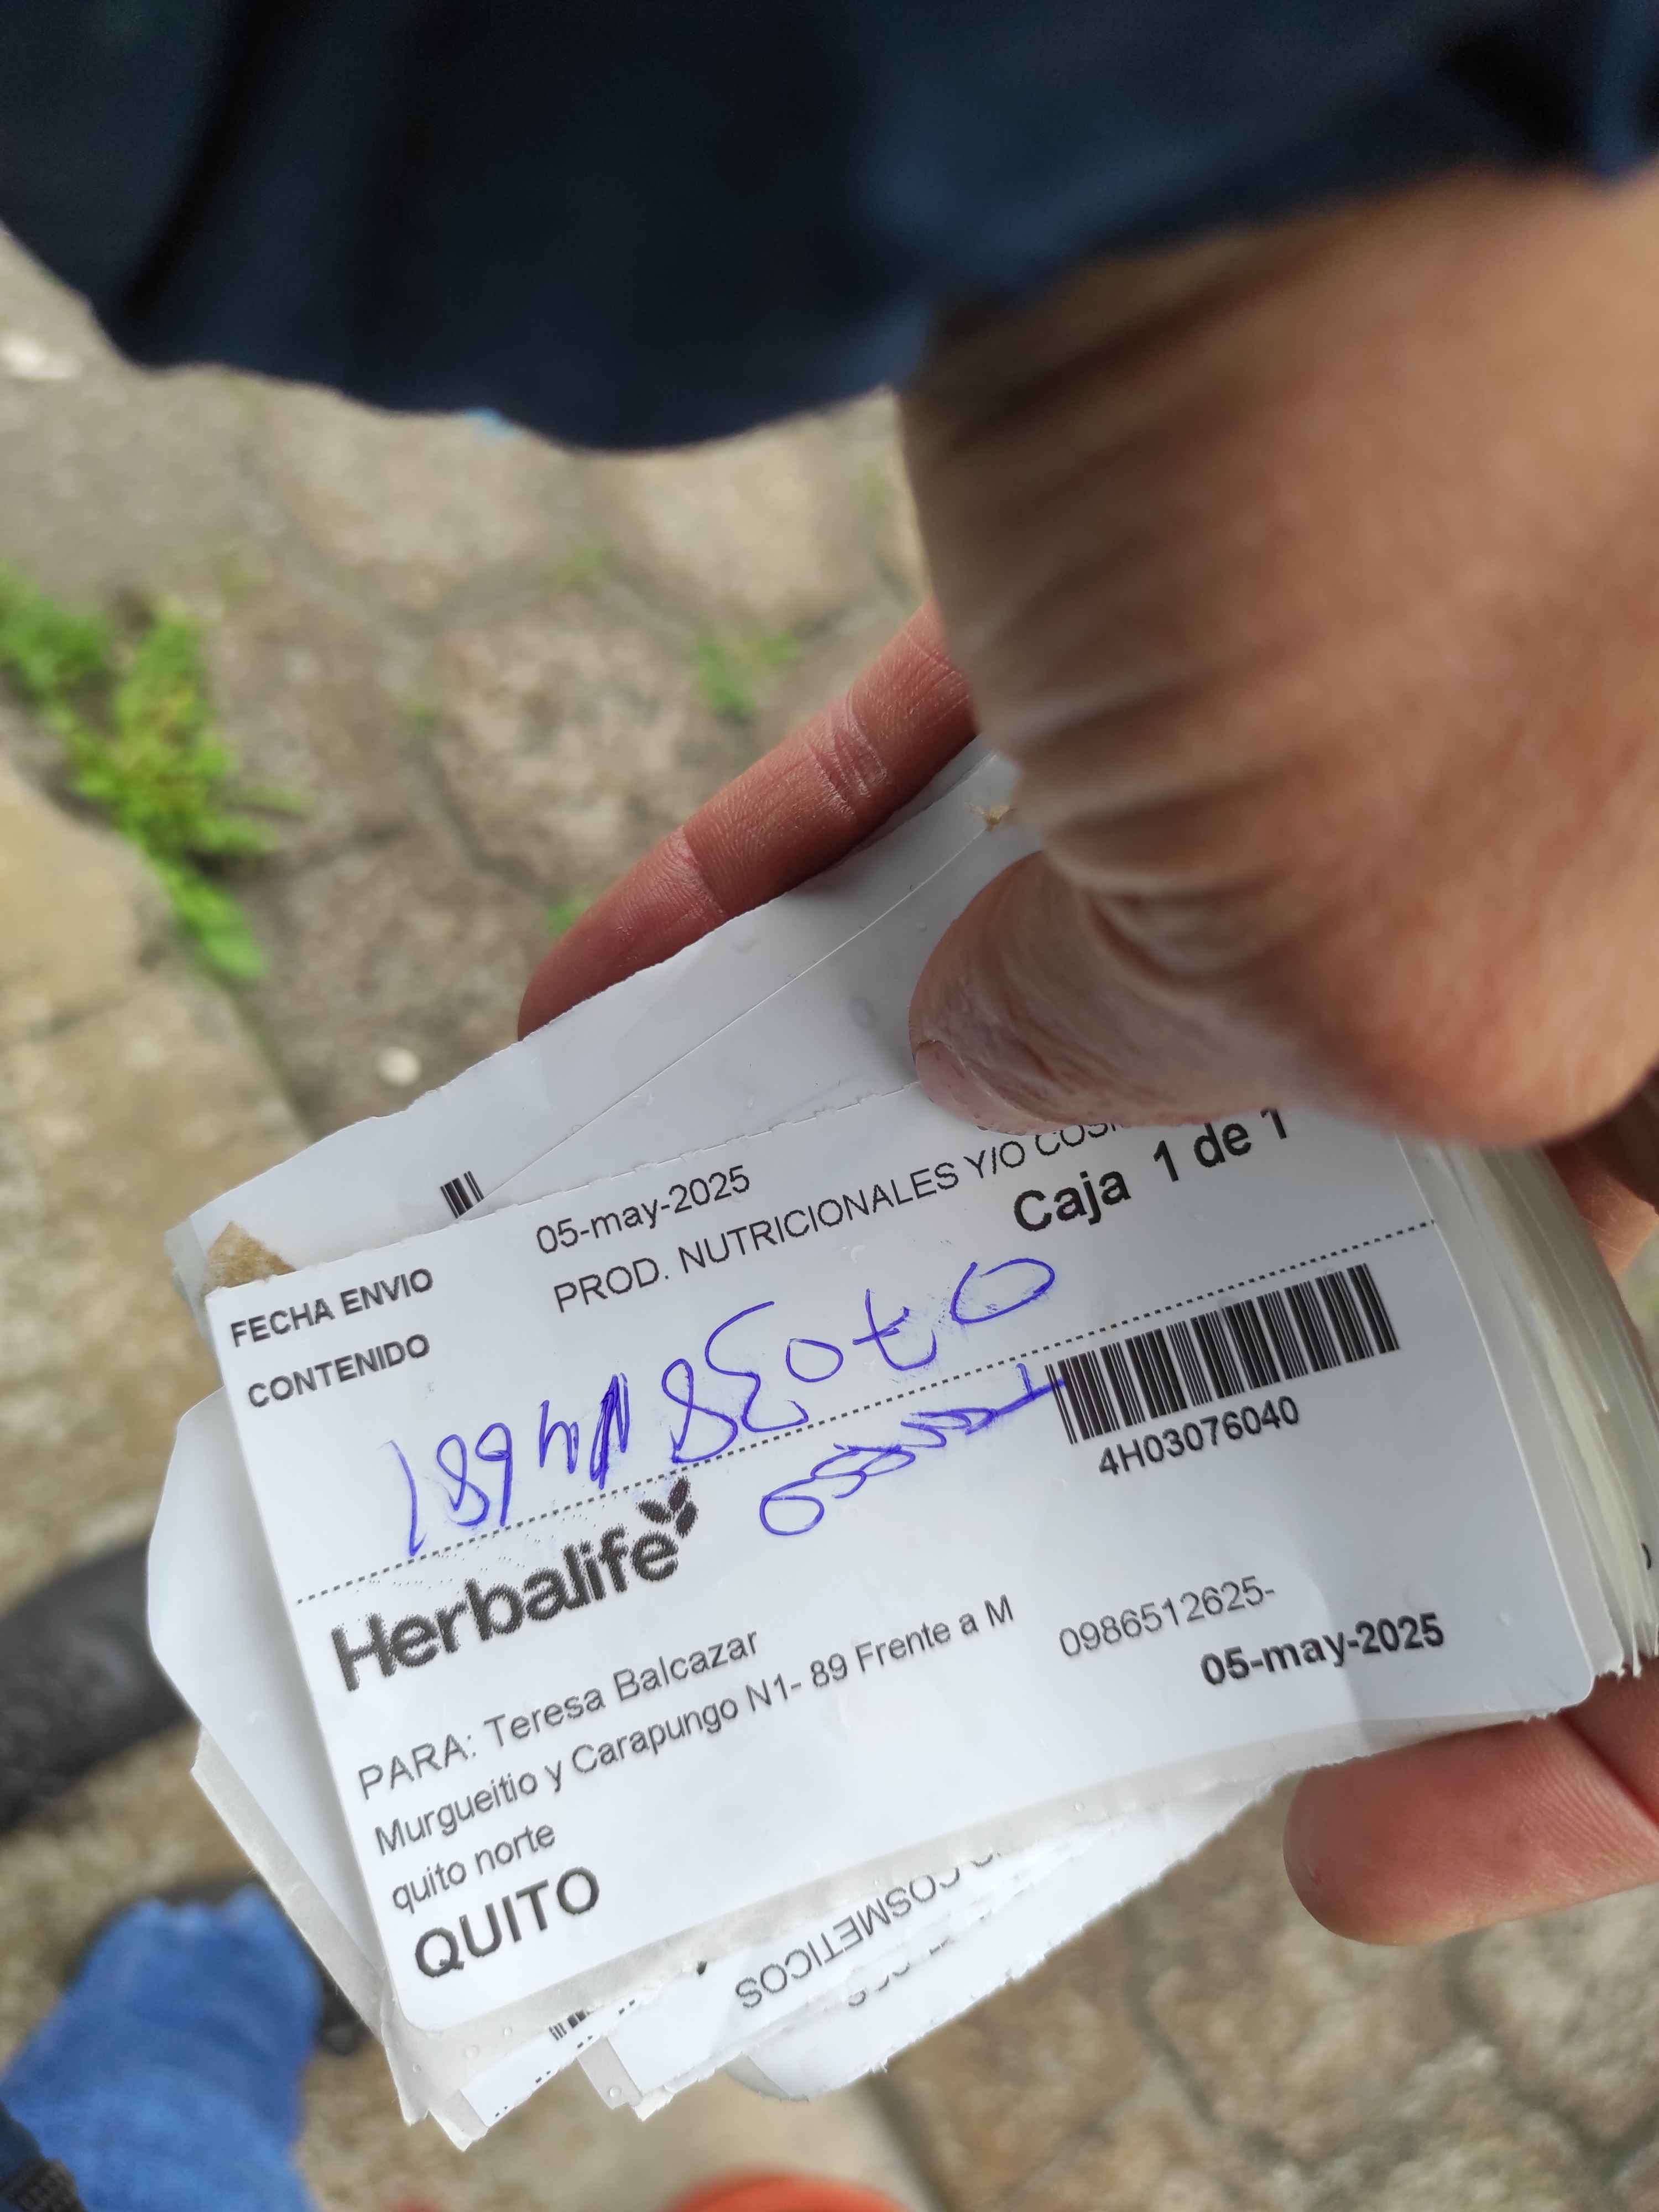 FECHA ENVIO 05-may-2025
CONTENIDO PROD. NUTRICIONALES Y/O
Caja 1 de 1
Herbalife
4H03076040
PARA: Teresa Balcazar
Murgueitio y Carapungo N1- 89 Frente a M 0986512625-
quito norte 05-may-2025
QUITO
COSMETICOS